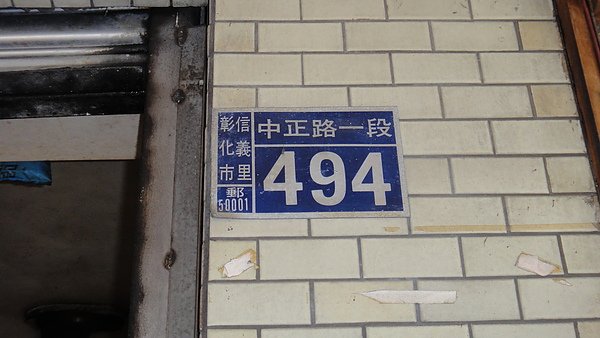 中正路一段
494
彰化市
信義里
郵
50001